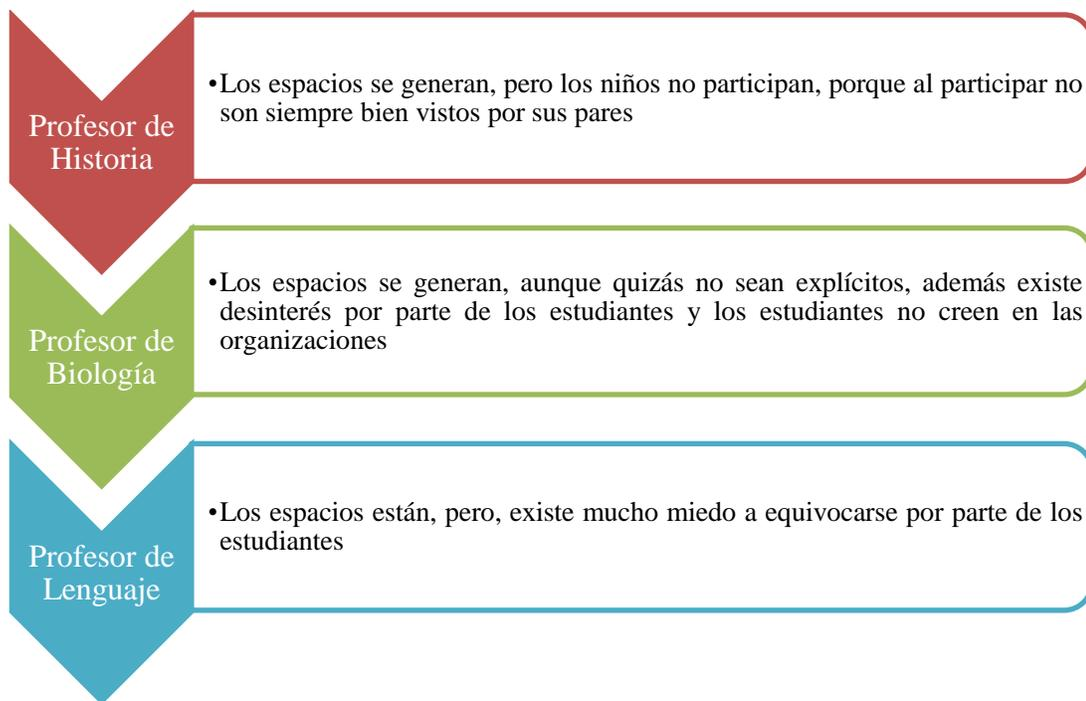 Profesor de
Historia
•Los espacios se generan, pero los niños no participan, porque al participar no
son siempre bien vistos por sus pares
Profesor de
Biología
•Los espacios se generan, aunque quizás no sean explícitos, además existe
desinterés por parte de los estudiantes y los estudiantes no creen en las
organizaciones
Profesor de
Lenguaje
•Los espacios están, pero, existe mucho miedo a equivocarse por parte de los
estudiantes